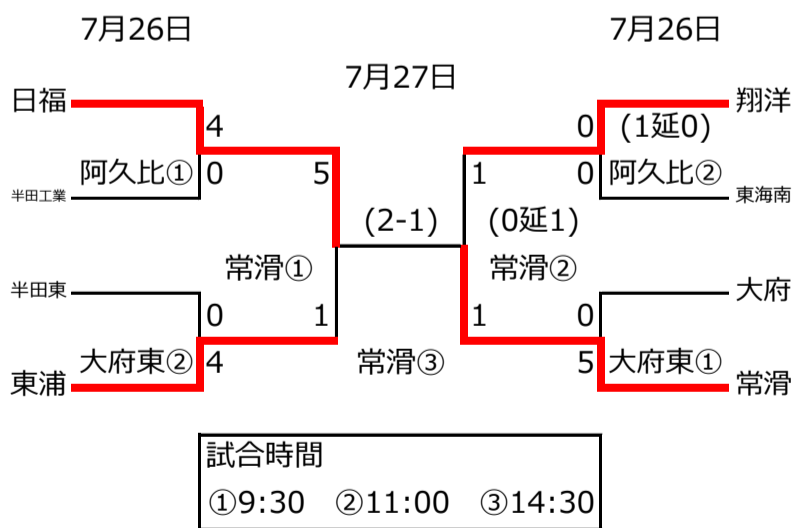 7月26日
7月26日
7月27日
日福
翔洋
4
0
(1延0)
阿久比①
0
5
1
0
阿久比②
半田工業
東海南
(2-1)
(0延1)
常滑①
常滑②
半田東
大府
0
1
1
0
大府東②
4
常滑③
5
大府東①
東浦
常滑
試合時間
①9:30 ②11:00 ③14:30